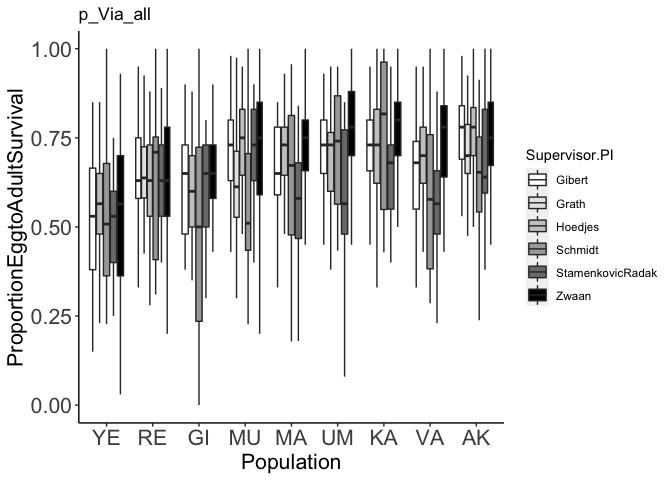 p_Via_all
ProportionEggtoAdultSurvival
1.00
0.75
0.50
0.25
0.00
YE RE GI MU MA UM KA VA AK
Population
Supervisor.PI
Gibert
Grath
Hoedjes
Schmidt
StamenkovicRadak
Zwaan